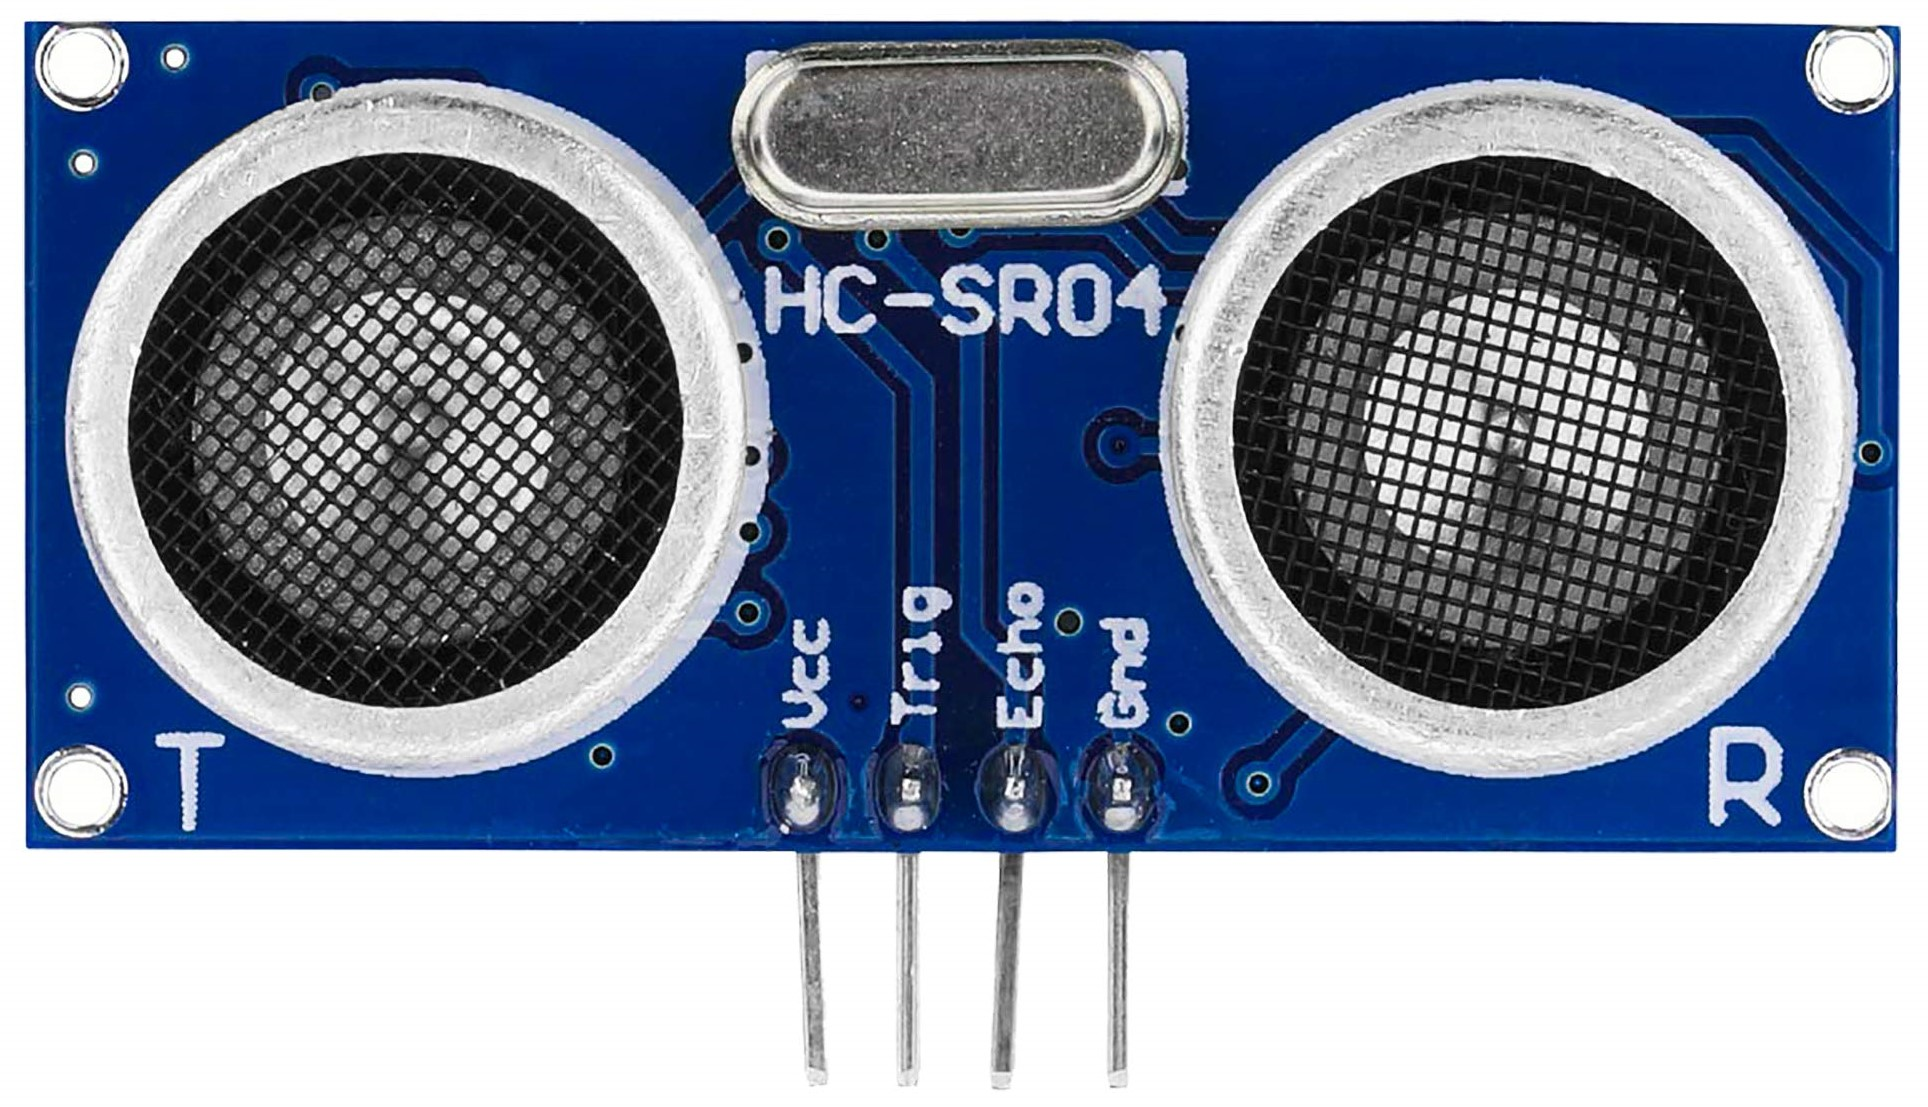 HC-SR04
Vcc
Trig
Echo
Gnd
T
R